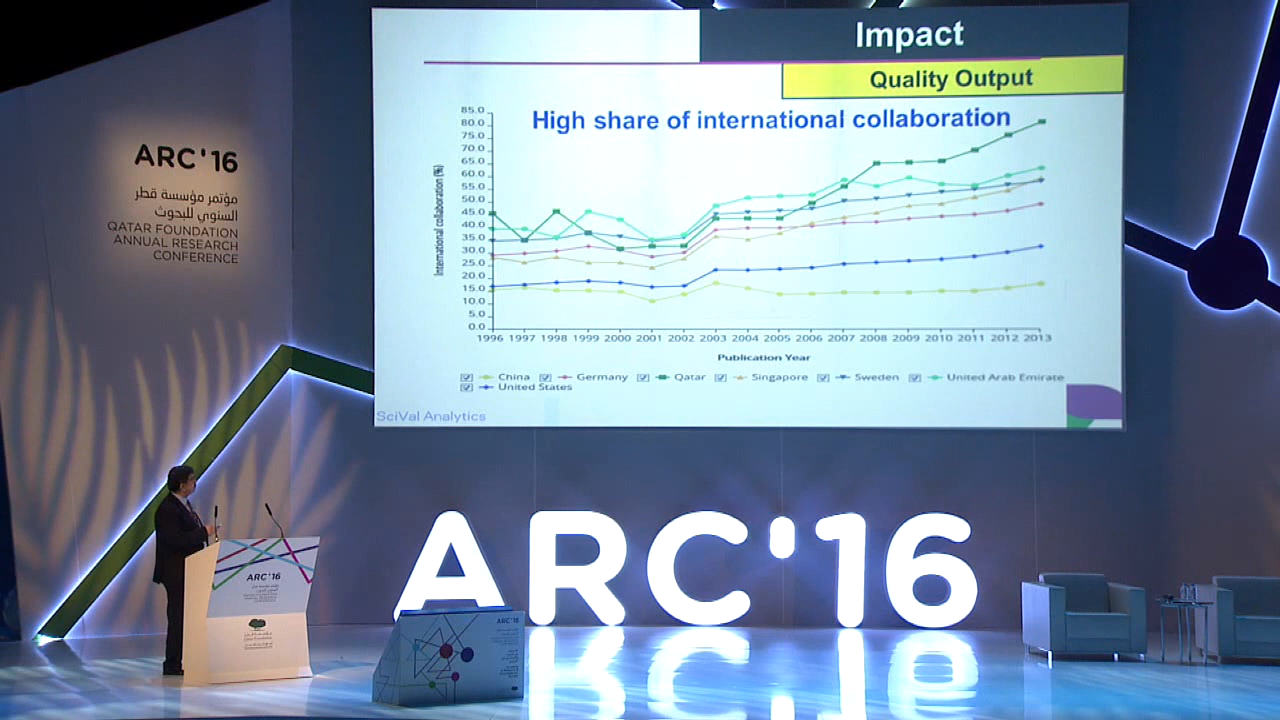 ARC'16
مؤتمر مؤسسة قطر
السنوي للبحوث
QATAR FOUNDATION
ANNUAL RESEARCH
CONFERENCE
Impact
Quality Output
High share of international collaboration
International collaboration (%)
85.0
80.0
75.0
70.0
65.0
60.0
55.0
50.0
45.0
40.0
35.0
30.0
25.0
20.0
15.0
10.0
5.0
0.0
1996 1997 1998 1999 2000 2001 2002 2003 2004 2005 2006 2007 2008 2009 2010 2011 2012 2013
Publication Year
China Germany Qatar Singapore Sweden United Arab Emirate
United States
SciVal Analytics
ARC'16
ARC'16
ARC'16